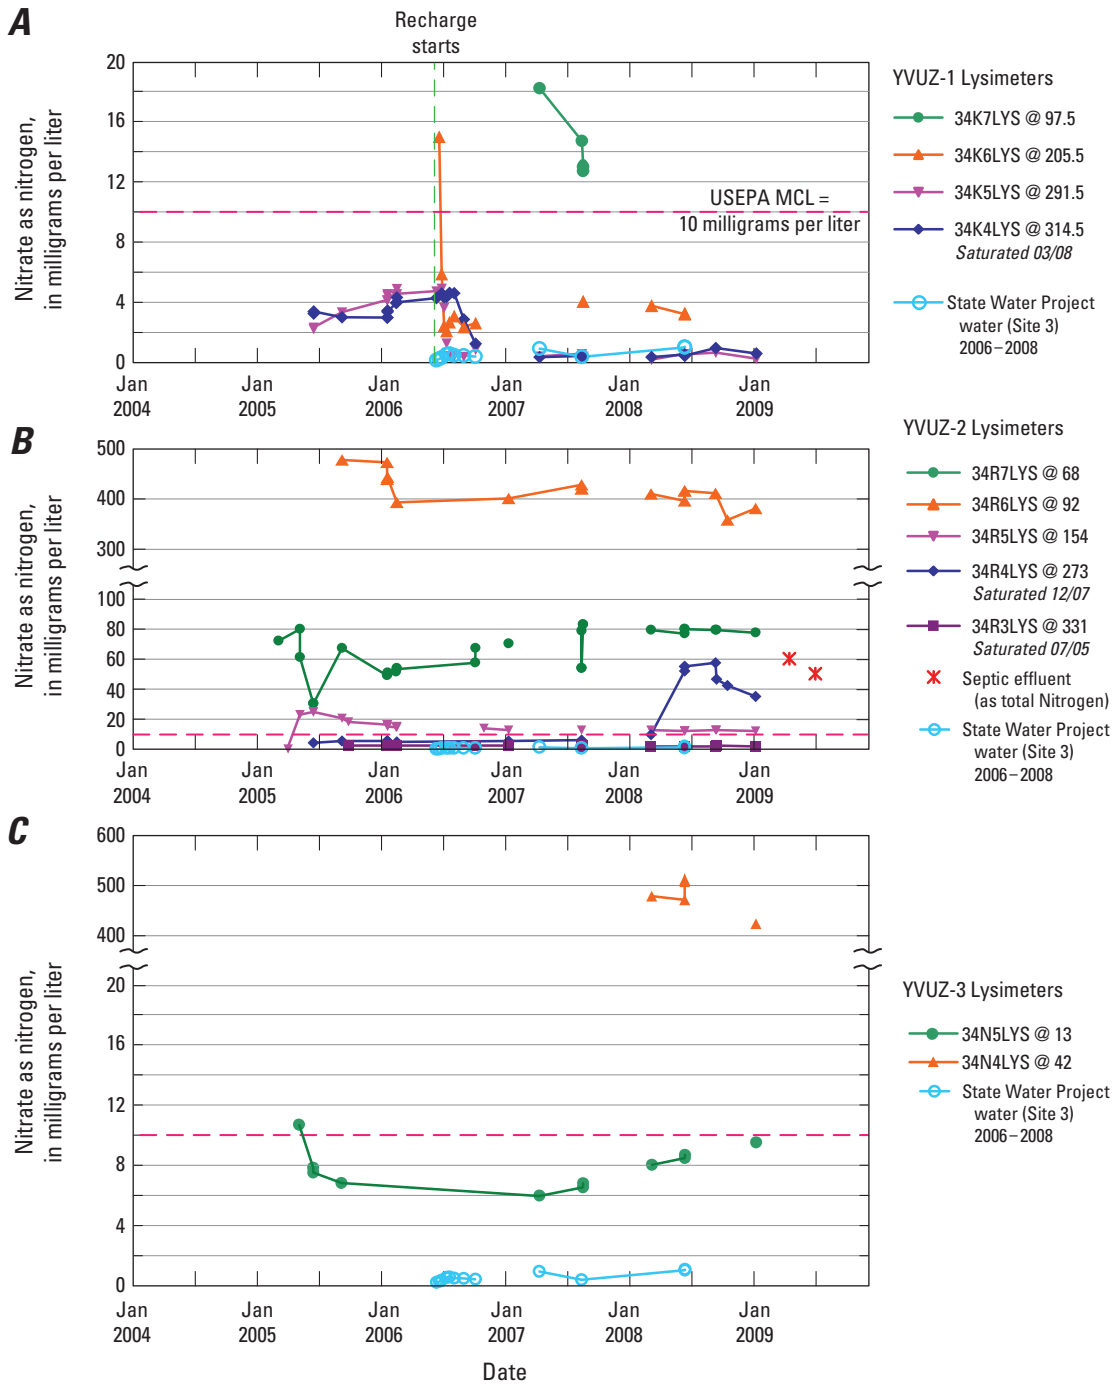 A
Recharge
starts
20
16
12
8
4
0
Nitrate as nitrogen,
in milligrams per liter
USEPA MCL =
10 milligrams per liter
Jan
2004
Jan
2005
Jan
2006
Jan
2007
Jan
2008
Jan
2009
YVUZ-1 Lysimeters
34K7LYS @ 97.5
34K6LYS @ 205.5
34K5LYS @ 291.5
34K4LYS @ 314.5
Saturated 03/08
State Water Project
water (Site 3)
2006–2008
B
500
400
300
100
80
60
40
20
0
Nitrate as nitrogen,
in milligrams per liter
Jan
2004
Jan
2005
Jan
2006
Jan
2007
Jan
2008
Jan
2009
YVUZ-2 Lysimeters
34R7LYS @ 68
34R6LYS @ 92
34R5LYS @ 154
34R4LYS @ 273
Saturated 12/07
34R3LYS @ 331
Saturated 07/05
Septic effluent
(as total Nitrogen)
State Water Project
water (Site 3)
2006–2008
C
600
500
400
20
16
12
8
4
0
Nitrate as nitrogen,
in milligrams per liter
Jan
2004
Jan
2005
Jan
2006
Jan
2007
Jan
2008
Jan
2009
Date
YVUZ-3 Lysimeters
34N5LYS @ 13
34N4LYS @ 42
State Water Project
water (Site 3)
2006–2008